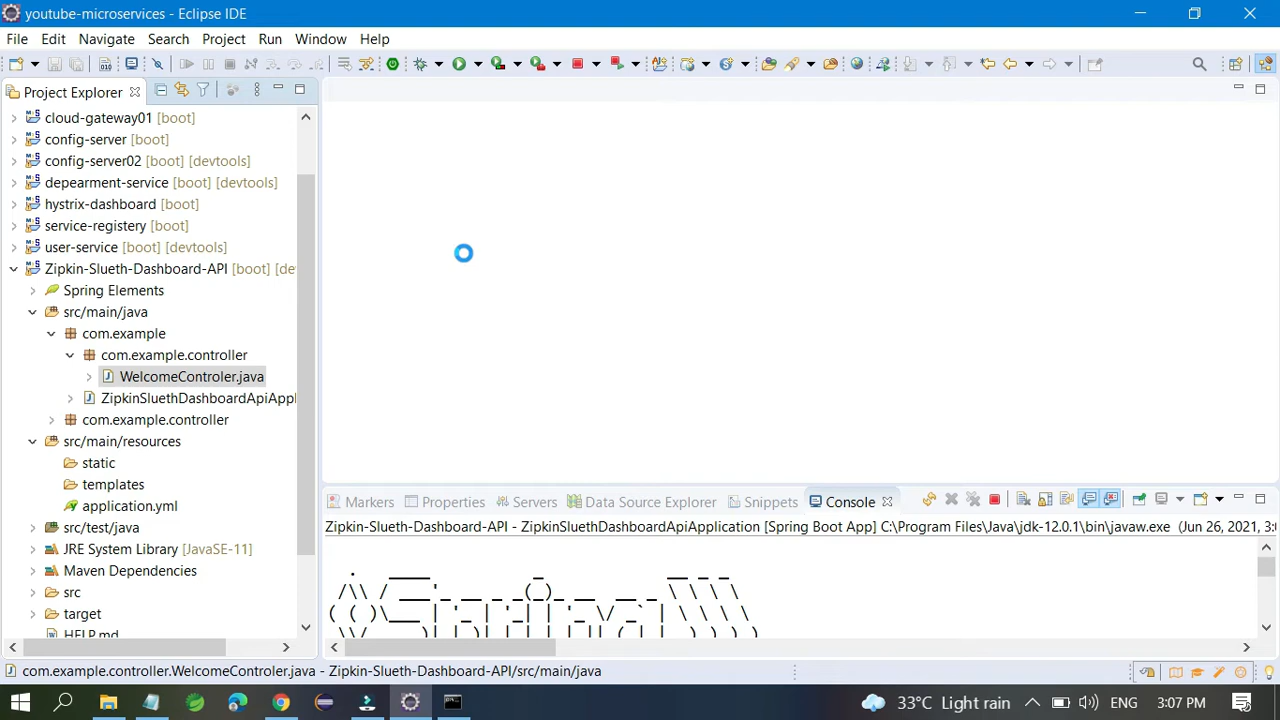 youtube-microservices - Eclipse IDE
File Edit Navigate Search Project Run Window Help
Project Explorer
cloud-gateway01 [boot]
config-server [boot]
config-server02 [boot] [devtools]
depearment-service [boot] [devtools]
hystrix-dashboard [boot]
service-registery [boot]
user-service [boot] [devtools]
Zipkin-Slueth-Dashboard-API [boot] [de
Spring Elements
src/main/java
com.example
com.example.controller
WelcomeControler.java
ZipkinSluethDashboardApiAppl
com.example.controller
src/main/resources
static
templates
application.yml
src/test/java
JRE System Library [JavaSE-11]
Maven Dependencies
src
target
HELP.md
Markers Properties Servers Data Source Explorer Snippets Console
Zipkin-Slueth-Dashboard-API - ZipkinSluethDashboardApiApplication [Spring Boot App] C:\Program Files\Java\jdk-12.0.1\bin\javaw.exe (Jun 26, 2021, 3:0
com.example.controller.WelcomeControler.java - Zipkin-Slueth-Dashboard-API/src/main/java
33°C Light rain ENG 3:07 PM